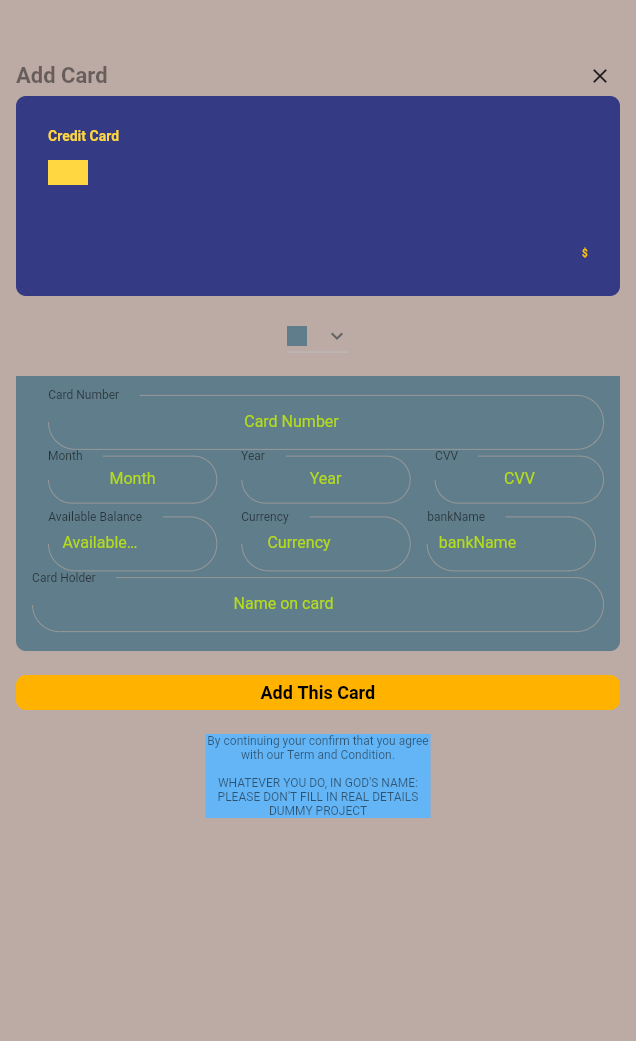 Add Card
Credit Card
$
Card Number
Card Number
Month
Year
CVV
Month
Year
CVV
Available Balance
Currency
bankName
Available...
Currency
bankName
Card Holder
Name on card
Add This Card
By continuing your confirm that you agree
with our Term and Condition.
WHATEVER YOU DO, IN GOD'S NAME:
PLEASE DON'T FILL IN REAL DETAILS
DUMMY PROJECT